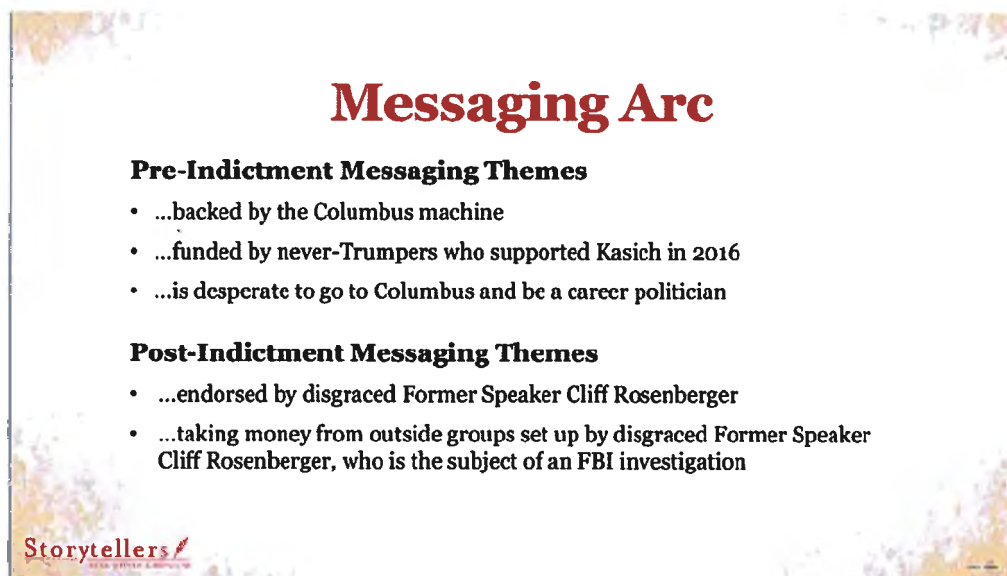 Messaging Arc
Pre-Indictment Messaging Themes
• ...backed by the Columbus machine
• ...funded by never-Trumpers who supported Kasich in 2016
• ...is desperate to go to Columbus and be a career politician
Post-Indictment Messaging Themes
• ...endorsed by disgraced Former Speaker Cliff Rosenberger
• ...taking money from outside groups set up by disgraced Former Speaker
Cliff Rosenberger, who is the subject of an FBI investigation
Storytellers